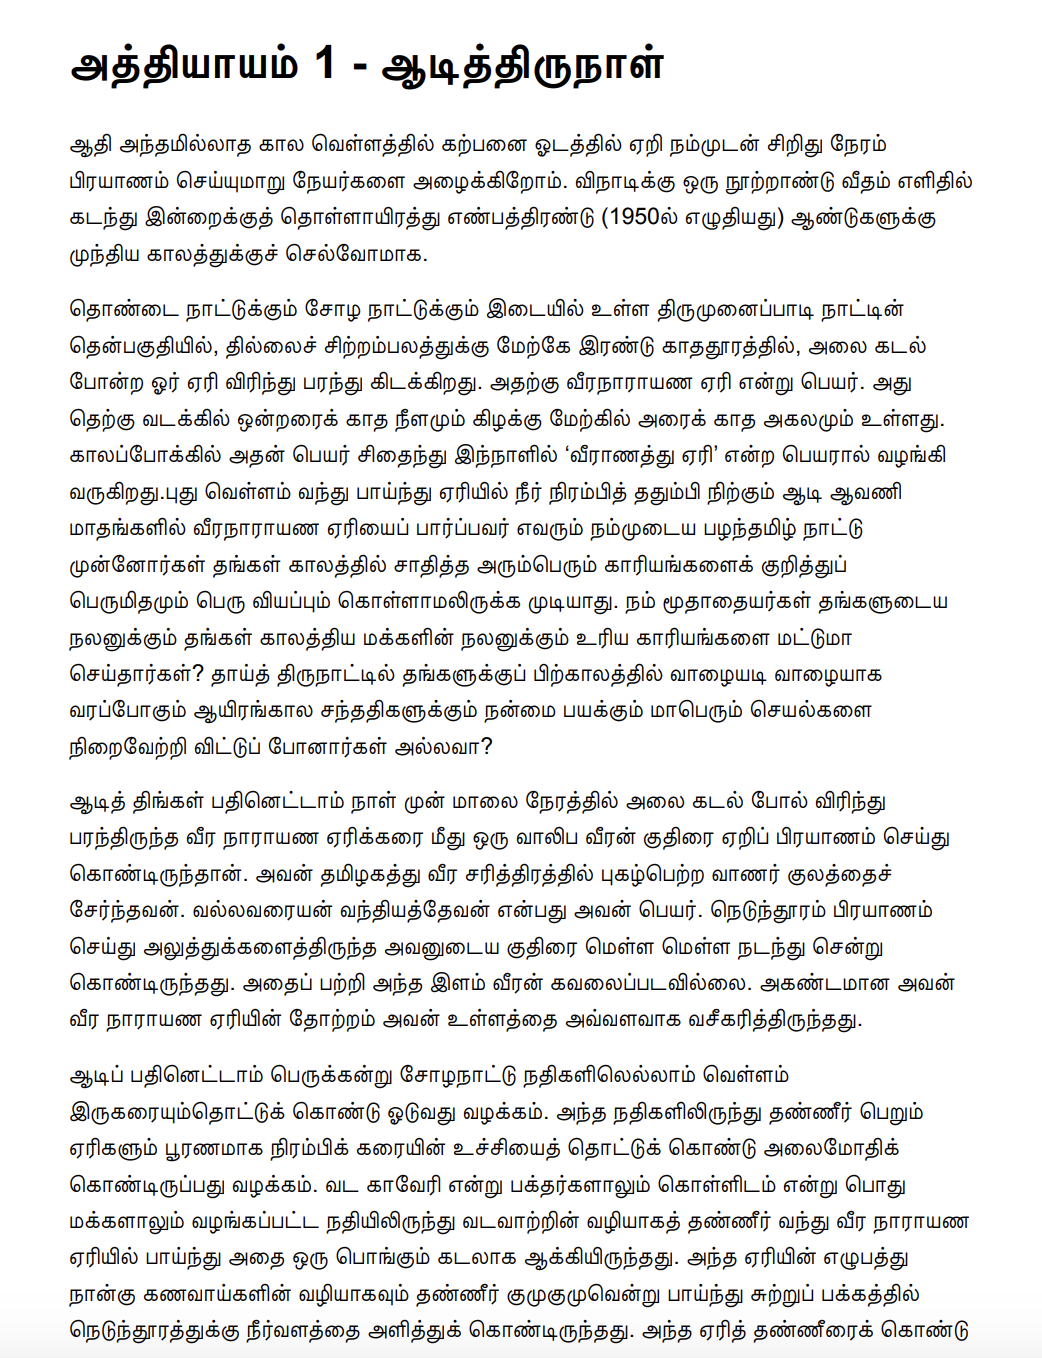 அத்தியாயம் 1 - ஆடித்திருநாள்
ஆதி அந்தமில்லாத கால வெள்ளத்தில் கற்பனை ஓடத்தில் ஏறி நம்முடன் சிறிது நேரம்
பிரயாணம் செய்யுமாறு நேயர்களை அழைக்கிறோம். விநாடிக்கு ஒரு நூற்றாண்டு வீதம் எளிதில்
கடந்து இன்றைக்குத் தொள்ளாயிரத்து எண்பத்திரண்டு (1950ல் எழுதியது) ஆண்டுகளுக்கு
முந்திய காலத்துக்குச் செல்வோமாக.
தொண்டை நாட்டுக்கும் சோழ நாட்டுக்கும் இடையில் உள்ள திருமுனைப்பாடி நாட்டின்
தென்பகுதியில், தில்லைச் சிற்றம்பலத்துக்கு மேற்கே இரண்டு காததூரத்தில், அலை கடல்
போன்ற ஓர் ஏரி விரிந்து பரந்து கிடக்கிறது. அதற்கு வீரநாராயண ஏரி என்று பெயர். அது
தெற்கு வடக்கில் ஒன்றரைக் காத நீளமும் கிழக்கு மேற்கில் அரைக் காத அகலமும் உள்ளது.
காலப்போக்கில் அதன் பெயர் சிதைந்து இந்நாளில் ‘வீராணத்து ஏரி’ என்ற பெயரால் வழங்கி
வருகிறது.புது வெள்ளம் வந்து பாய்ந்து ஏரியில் நீர் நிரம்பித் ததும்பி நிற்கும் ஆடி ஆவணி
மாதங்களில் வீரநாராயண ஏரியைப் பார்ப்பவர் எவரும் நம்முடைய பழந்தமிழ் நாட்டு
முன்னோர்கள் தங்கள் காலத்தில் சாதித்த அரும்பெரும் காரியங்களைக் குறித்துப்
பெருமிதமும் பெரு வியப்பும் கொள்ளாமலிருக்க முடியாது. நம் மூதாதையர்கள் தங்களுடைய
நலனுக்கும் தங்கள் காலத்திய மக்களின் நலனுக்கும் உரிய காரியங்களை மட்டுமா
செய்தார்கள்? தாய்த் திருநாட்டில் தங்களுக்குப் பிற்காலத்தில் வாழையடி வாழையாக
வரப்போகும் ஆயிரங்கால சந்ததிகளுக்கும் நன்மை பயக்கும் மாபெரும் செயல்களை
நிறைவேற்றி விட்டுப் போனார்கள் அல்லவா?
ஆடித் திங்கள் பதினெட்டாம் நாள் முன் மாலை நேரத்தில் அலை கடல் போல் விரிந்து
பரந்திருந்த வீர நாராயண ஏரிக்கரை மீது ஒரு வாலிப வீரன் குதிரை ஏறிப் பிரயாணம் செய்து
கொண்டிருந்தான். அவன் தமிழகத்து வீர சரித்திரத்தில் புகழ்பெற்ற வாணர் குலத்தைச்
சேர்ந்தவன். வல்லவரையன் வந்தியத்தேவன் என்பது அவன் பெயர். நெடுந்தூரம் பிரயாணம்
செய்து அலுத்துக்களைத்திருந்த அவனுடைய குதிரை மெள்ள மெள்ள நடந்து சென்று
கொண்டிருந்தது. அதைப் பற்றி அந்த இளம் வீரன் கவலைப்படவில்லை. அகண்டமான அவன்
வீர நாராயண ஏரியின் தோற்றம் அவன் உள்ளத்தை அவ்வளவாக வசீகரித்திருந்தது.
ஆடிப் பதினெட்டாம் பெருக்கன்று சோழநாட்டு நதிகளிலெல்லாம் வெள்ளம்
இருகரையும்தொட்டுக் கொண்டு ஓடுவது வழக்கம். அந்த நதிகளிலிருந்து தண்ணீர் பெறும்
ஏரிகளும் பூரணமாக நிரம்பிக் கரையின் உச்சியைத் தொட்டுக் கொண்டு அலைமோதிக்
கொண்டிருப்பது வழக்கம். வட காவேரி என்று பக்தர்களாலும் கொள்ளிடம் என்று பொது
மக்களாலும் வழங்கப்பட்ட நதியிலிருந்து வடவாற்றின் வழியாகத் தண்ணீர் வந்து வீர நாராயண
ஏரியில் பாய்ந்து அதை ஒரு பொங்கும் கடலாக ஆக்கியிருந்தது. அந்த ஏரியின் எழுபத்து
நான்கு கணவாய்களின் வழியாகவும் தண்ணீர் குமுகுமுவென்று பாய்ந்து சுற்றுப் பக்கத்தில்
நெடுந்தூரத்துக்கு நீர்வளத்தை அளித்துக் கொண்டிருந்தது. அந்த ஏரித் தண்ணீரைக் கொண்டு